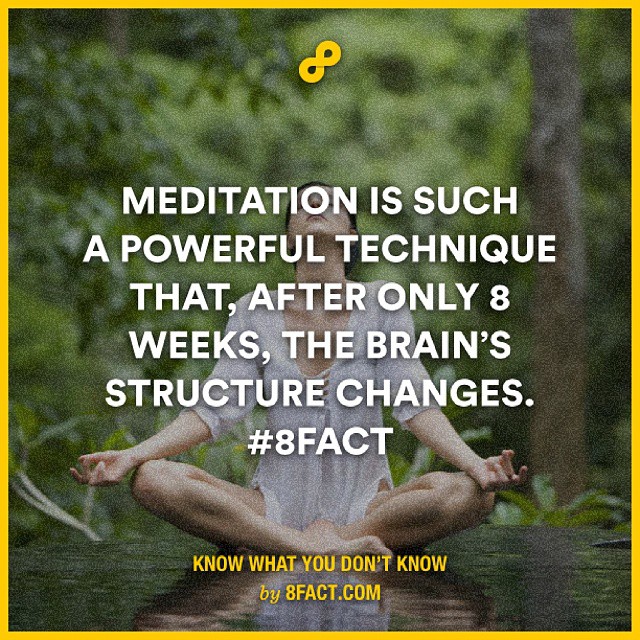 MEDITATION IS SUCH
A POWERFUL TECHNIQUE
THAT, AFTER ONLY 8
WEEKS, THE BRAIN’S
STRUCTURE CHANGES.
#8FACT
KNOW WHAT YOU DON’T KNOW
by 8FACT.COM